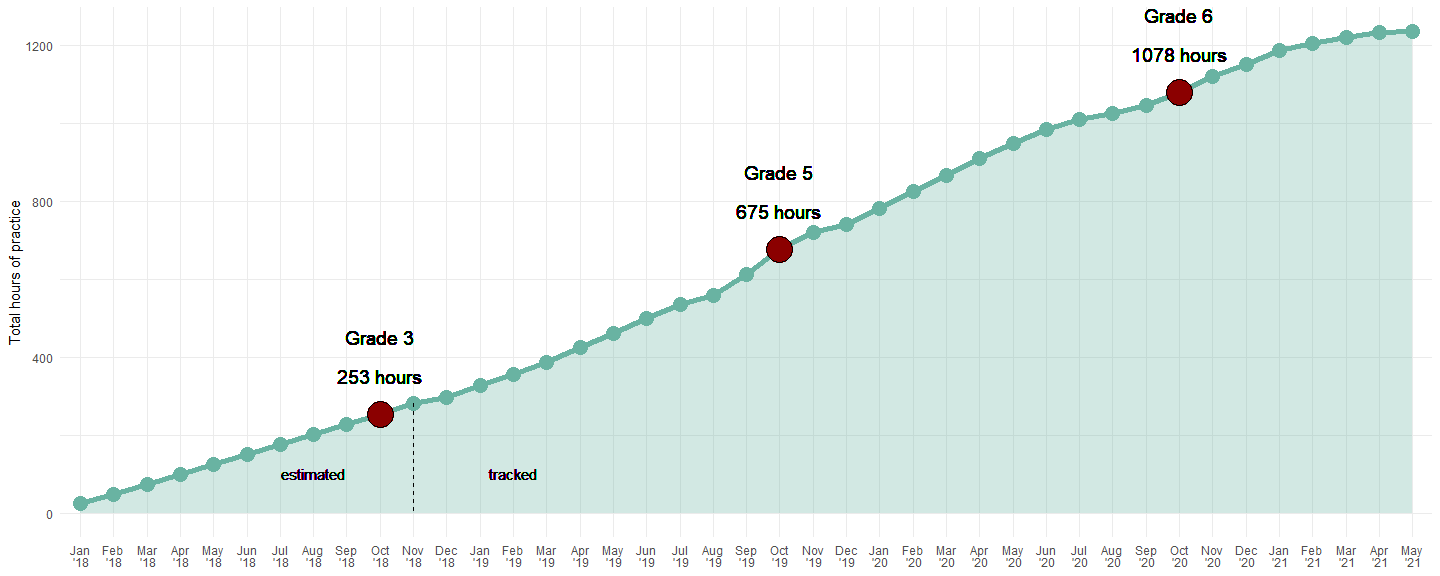 Grade 6
1200
1078 hours
Grade 5
800
675 hours
Total hours of practice
Grade 3
400
253 hours
estimated
tracked
0
Jan Feb Mar Apr May Jun Jul Aug Sep Oct Nov Dec Jan Feb Mar Apr May Jun Jul Aug Sep Oct Nov Dec Jan Feb Mar Apr May Jun Jul Aug Sep Oct Nov Dec Jan Feb Mar Apr May
'18 '18 '18 '18 '18 '18 '18 '18 '18 '18 '18 '18 '19 '19 '19 '19 '19 '19 '19 '19 '19 '19 '19 '19 '20 '20 '20 '20 '20 '20 '20 '20 '20 '20 '20 '20 '21 '21 '21 '21 '21